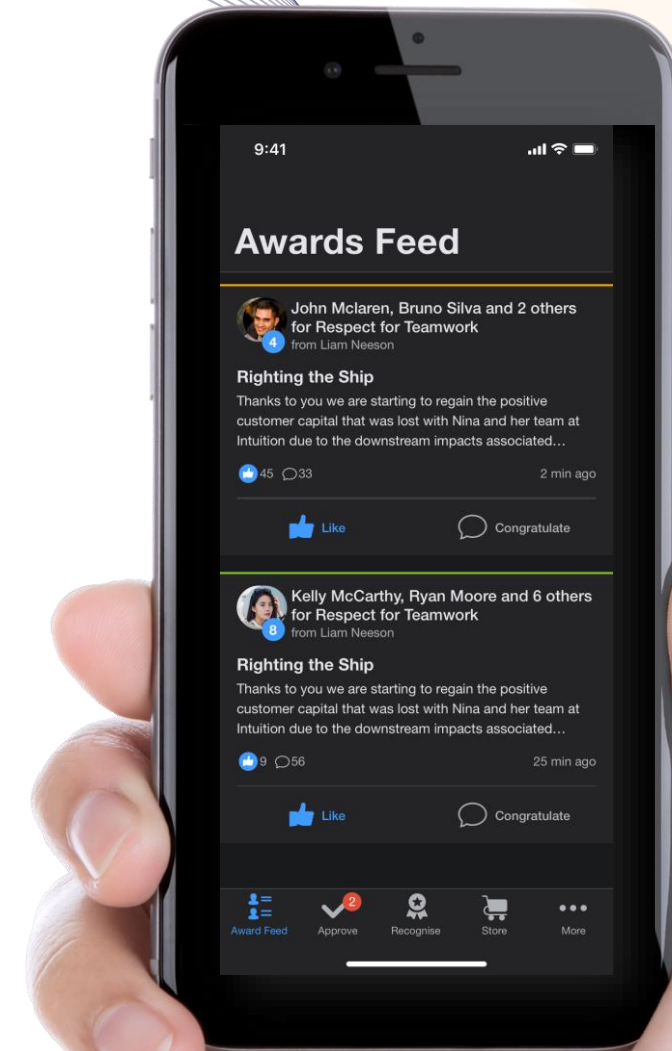 9:41
Awards Feed
John Mclaren, Bruno Silva and 2 others
for Respect for Teamwork
4
from Liam Neeson
Righting the Ship
Thanks to you we are starting to regain the positive
customer capital that was lost with Nina and her team at
Intuition due to the downstream impacts associated…
45 33 2 min ago
Like Congratulate
Kelly McCarthy, Ryan Moore and 6 others
for Respect for Teamwork
8
from Liam Neeson
Righting the Ship
Thanks to you we are starting to regain the positive
customer capital that was lost with Nina and her team at
Intuition due to the downstream impacts associated…
9 56 25 min ago
Like Congratulate
2
Award Feed Approve Recognise Store More